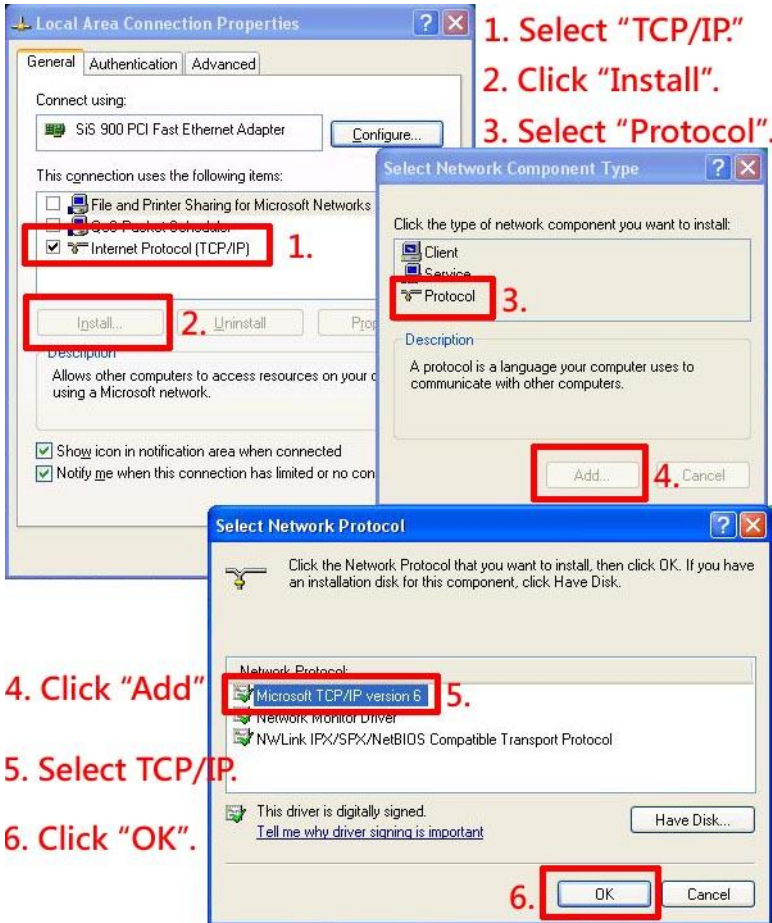 Local Area Connection Properties
1. Select “TCP/IP.”
General Authentication Advanced
2. Click “Install”.
Connect using:
SiS 900 PCI Fast Ethernet Adapter
Configure...
3. Select “Protocol”.
Select Network Component Type
This connection uses the following items:
File and Printer Sharing for Microsoft Networks
QoS Packet Scheduler
Internet Protocol (TCP/IP)
1.
Install...
2.
Uninstall
Description
Allows other computers to access resources on your
using a Microsoft network.
Show icon in notification area when connected
Notify me when this connection has limited or no
Click the type of network component you want to install:
Client
Service
Protocol
3.
Description
A protocol is a language your computer uses to
communicate with other computers.
Add...
4.
Cancel
Select Network Protocol
Click the Network Protocol that you want to install, then click OK. If you have
an installation disk for this component, click Have Disk.
Network Protocol:
Microsoft TCP/IP version 6
5.
Network Monitor Driver
NWLink IPX/SPX/NetBIOS Compatible Transport Protocol
This driver is digitally signed.
Tell me why driver signing is important
Have Disk...
6.
OK
Cancel
4. Click “Add”
5. Select TCP/IP.
6. Click “OK”.